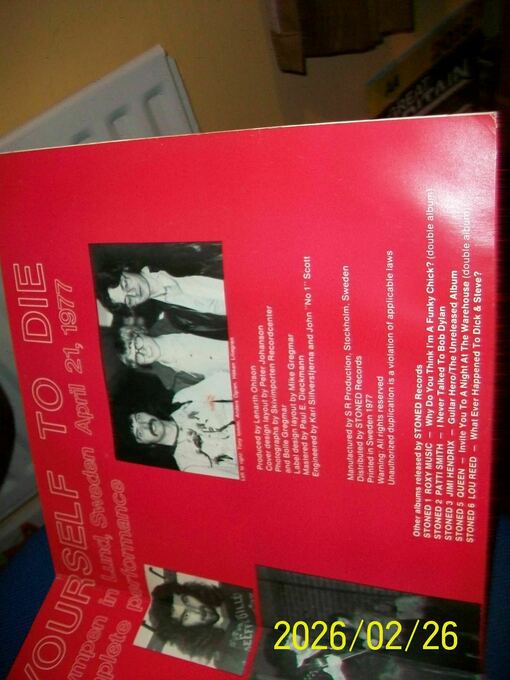 YOURSELF TO DIE
in Lund, Sweden April 21, 1977
performance
Produced by Lennart Ohlson
Cover design layout by Peter Johanson
Photographs by Skivimporten Recordcenter
and Bolle Gregmar
Label design layout by Mike Gregmar
Mastered by Paul E. Dieckmann
Engineered by Karl Silfverstjerna and John "No 1" Scott
Manufactured by S R Production, Stockholm, Sweden
Distributed by STONED Records
Printed in Sweden 1977
Warning: All rights reserved
Unauthorized duplication is a violation of applicable laws
Other albums released by STONED Records
STONED 1 ROXY MUSIC — Why Do You Think I'm A Funky Chick? (double album)
STONED 2 PATTI SMITH — I Never Talked To Bob Dylan
STONED 3 JIMI HENDRIX — Guitar Hero/The Unreleased Album
STONED 5 QUEEN — Invite You To A Night At The Warehouse (double album)
STONED 6 LOU REED — What Ever Happened To Dick & Steve?
2026/02/26